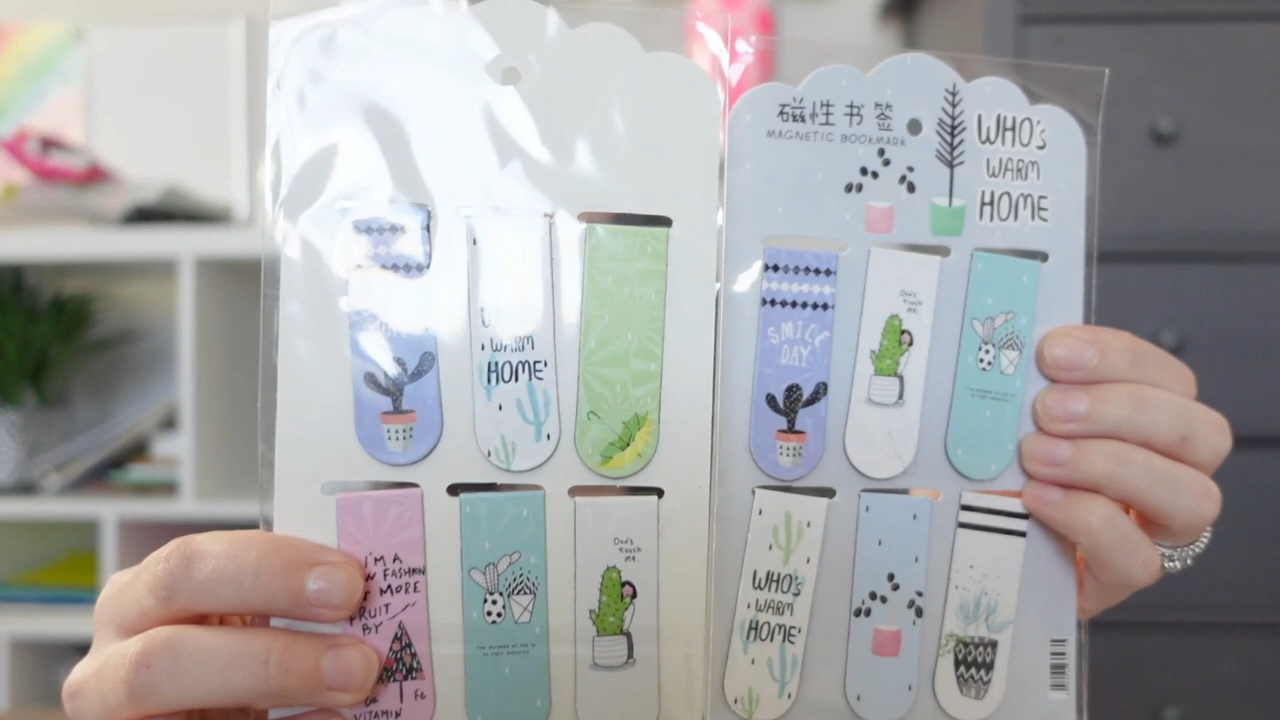 磁性书签
MAGNETIC BOOKMARK
WHO'S
WARM
HOME
WARM
HOME'
SMILE
DAY
Don't
touch
me.
I'M A
FASHION
MORE
FRUIT
BY
Fe
VITAMIN
Don't
touch
me.
WHO'S
WARM
HOME'